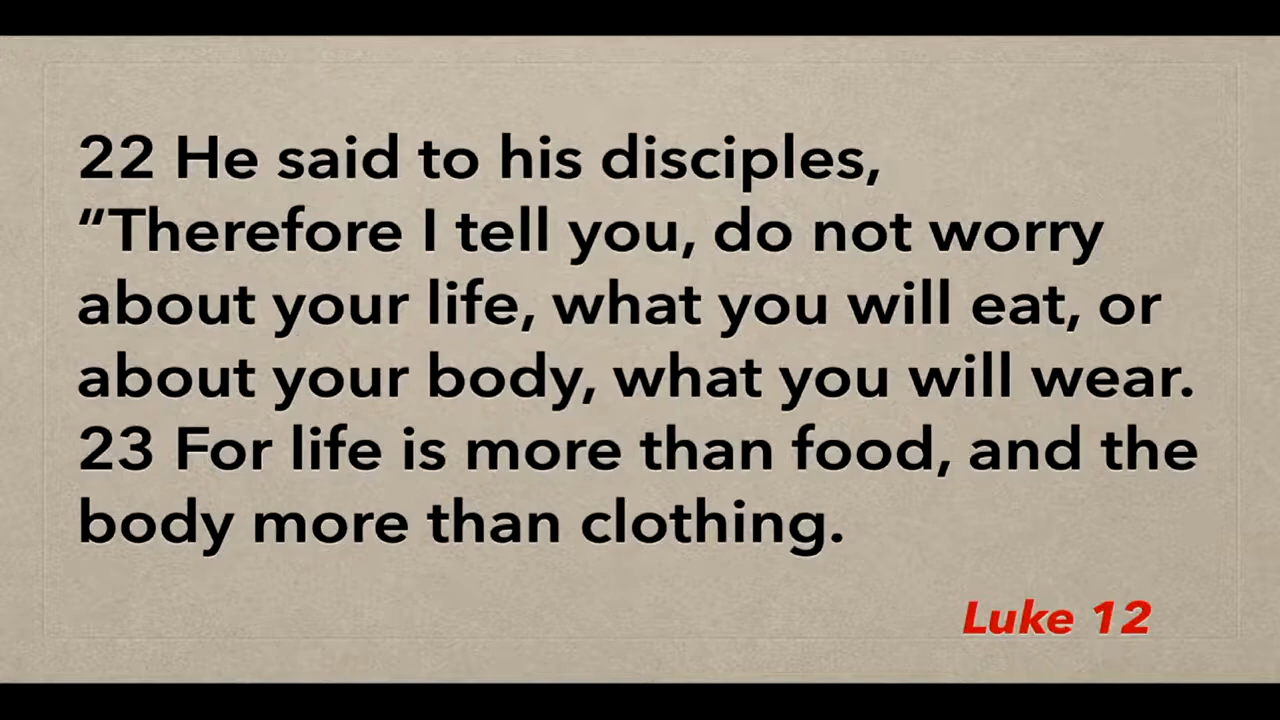 22 He said to his disciples,
“Therefore I tell you, do not worry
about your life, what you will eat, or
about your body, what you will wear.
23 For life is more than food, and the
body more than clothing.
Luke 12